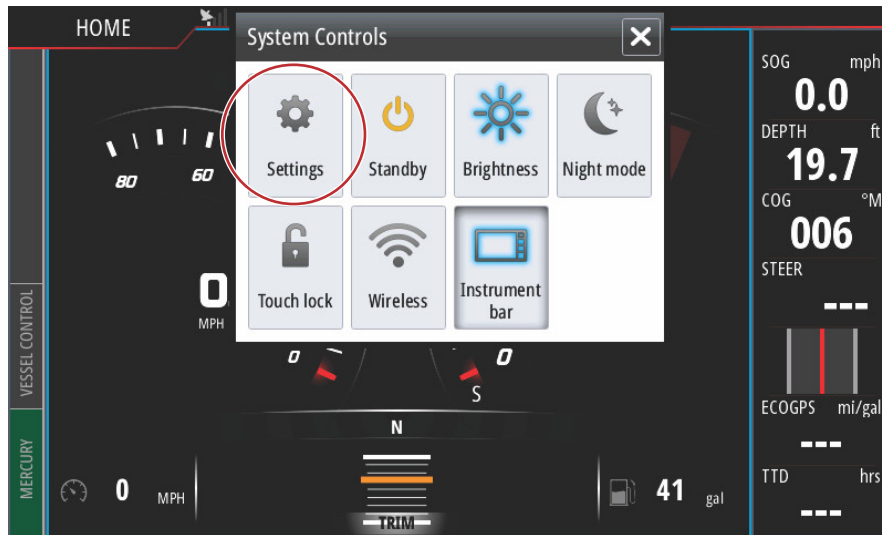 HOME
System Controls
Settings
Standby
Brightness
Night mode
Touch lock
Wireless
Instrument
bar
80
60
0
MPH
0
0
S
N
0 MPH
TRIM
41 gal
VESSEL CONTROL
MERCURY
SOG mph
0.0
DEPTH ft
19.7
COG °M
006
STEER
---
ECOGPS mi/gal
---
TTD hrs
---